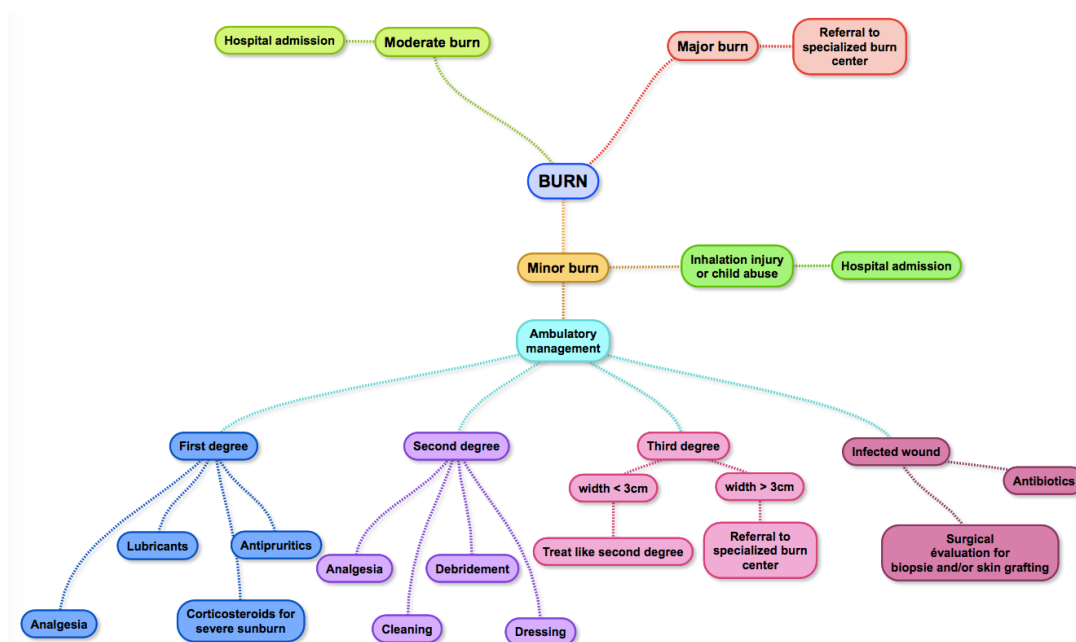 Hospital admission
Moderate burn
Major burn
Referral to
specialized burn
center
BURN
Minor burn
Inhalation injury
or child abuse
Hospital admission
Ambulatory
management
First degree
Second degree
Third degree
Infected wound
width < 3cm
width > 3cm
Antibiotics
Lubricants
Antipruritics
Analgesia
Debridement
Treat like second degree
Referral to
specialized burn
center
Surgical
évaluation for
biopsie and/or skin grafting
Analgesia
Corticosteroids for
severe sunburn
Cleaning
Dressing